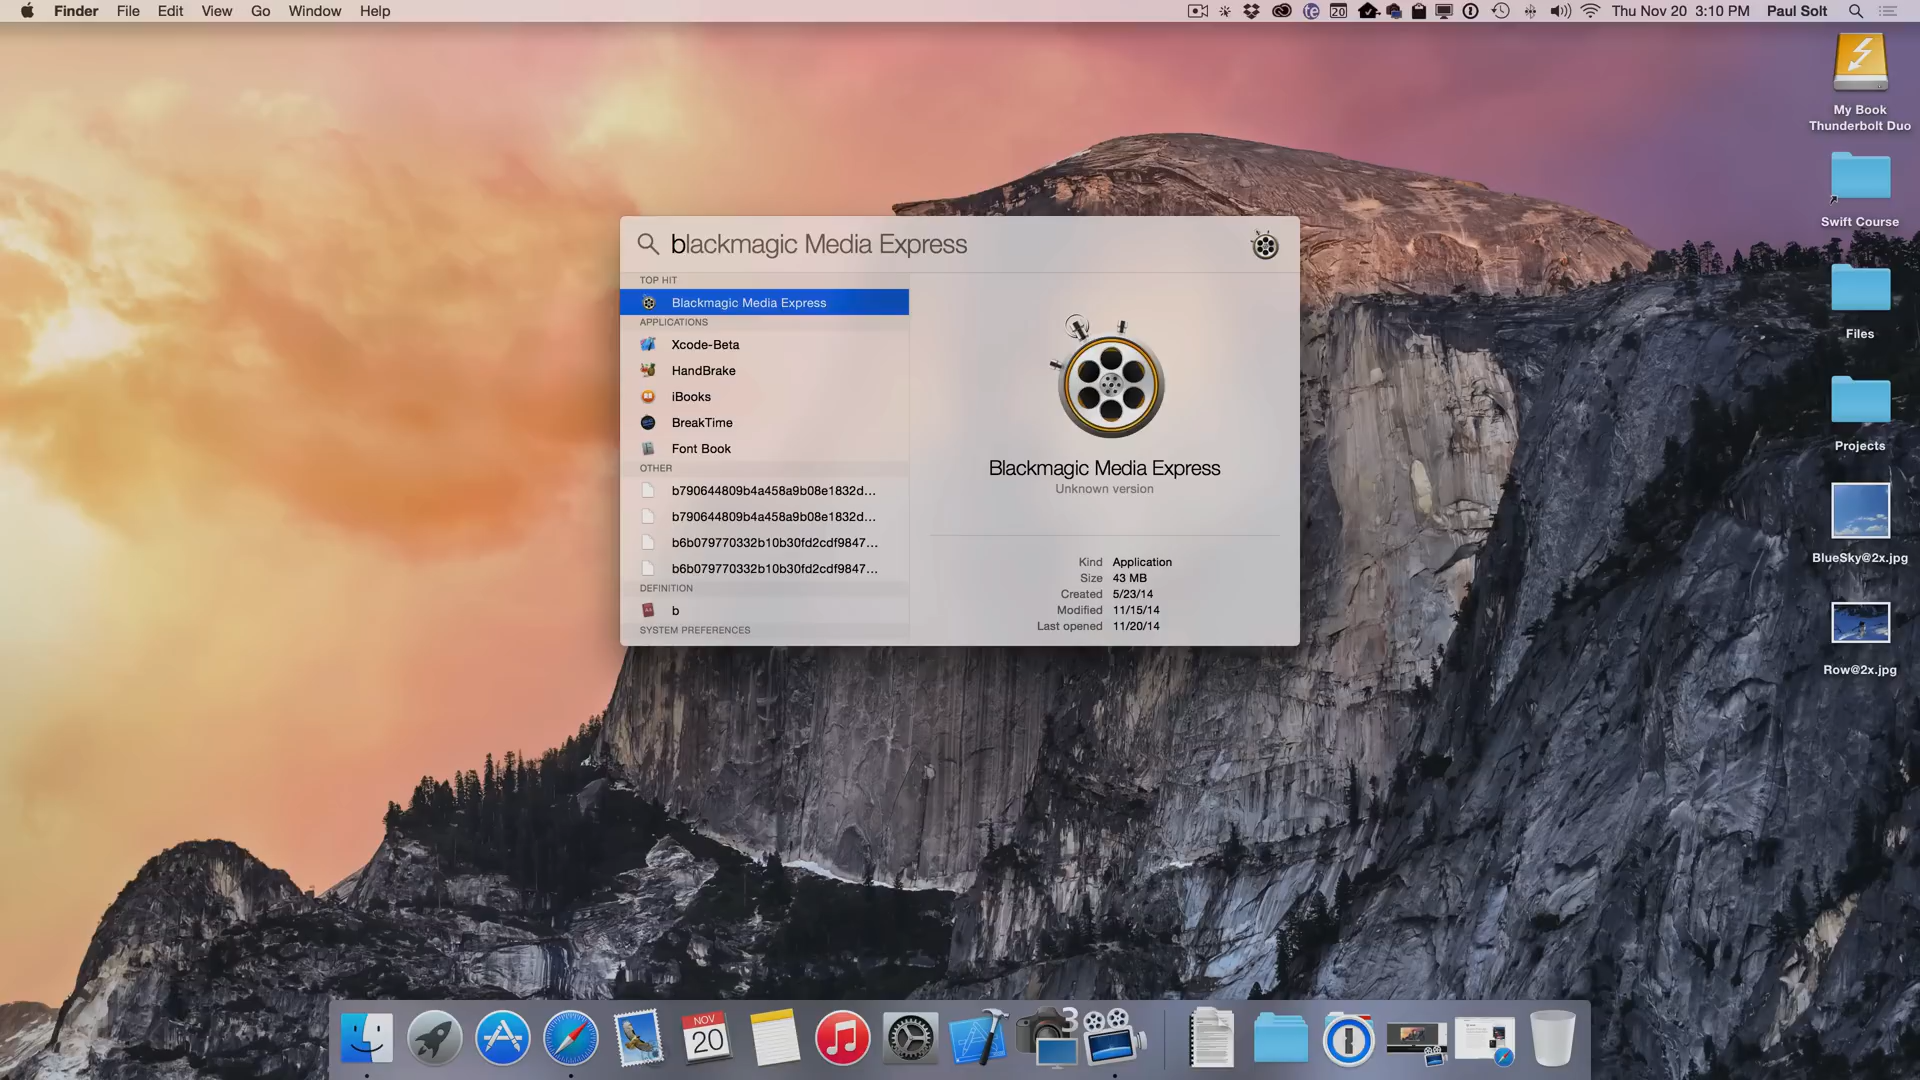 Finder File Edit View Go Window Help
20 Thu Nov 20 3:10 PM Paul Solt
My Book
Thunderbolt Duo
Swift Course
Files
Projects
BlueSky@2x.jpg
Row@2x.jpg
blackmagic Media Express
TOP HIT
Blackmagic Media Express
APPLICATIONS
Xcode-Beta
HandBrake
iBooks
BreakTime
Font Book
OTHER
b790644809b4a458a9b08e1832d...
b790644809b4a458a9b08e1832d...
b6b079770332b10b30fd2cdf9847...
b6b079770332b10b30fd2cdf9847...
DEFINITION
b
SYSTEM PREFERENCES
Blackmagic Media Express
Unknown version
Kind Application
Size 43 MB
Created 5/23/14
Modified 11/15/14
Last opened 11/20/14
NOV
20
3